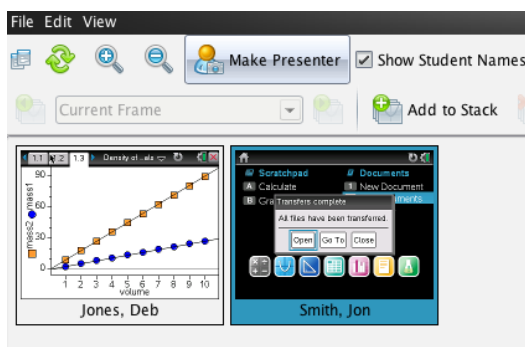 File Edit View
Make Presenter
Show Student Names
Current Frame
Add to Stack
1.1 1.2 1.3 Density of...als
90
60
30
0
mass2 mass1
1 2 3 4 5 6 7 8 9 10
volume
Jones, Deb
Scratchpad
Documents
A Calculate
1 New Document
B Gra
uments
Transfers complete
All files have been transferred.
Open Go To Close
Smith, Jon